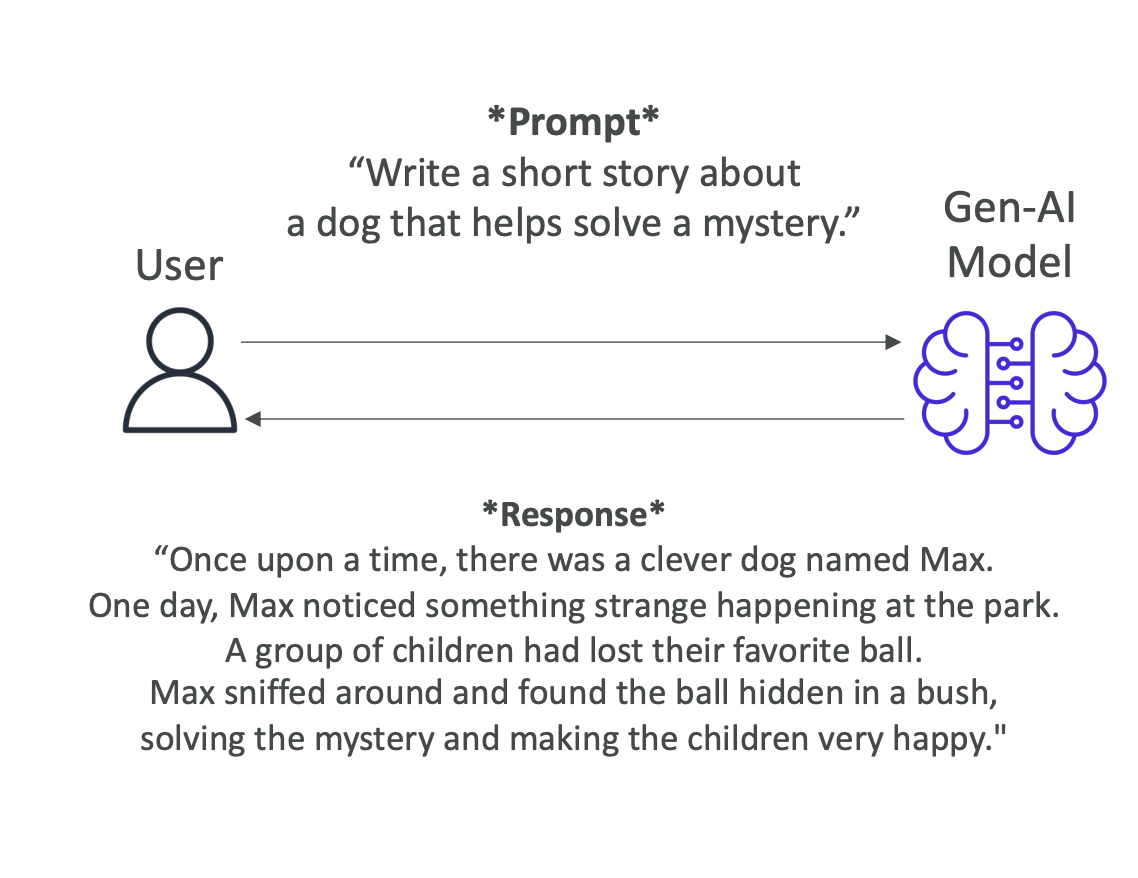 *Prompt*
“Write a short story about
a dog that helps solve a mystery.”
Gen-AI
Model
User
*Response*
“Once upon a time, there was a clever dog named Max.
One day, Max noticed something strange happening at the park.
A group of children had lost their favorite ball.
Max sniffed around and found the ball hidden in a bush,
solving the mystery and making the children very happy."